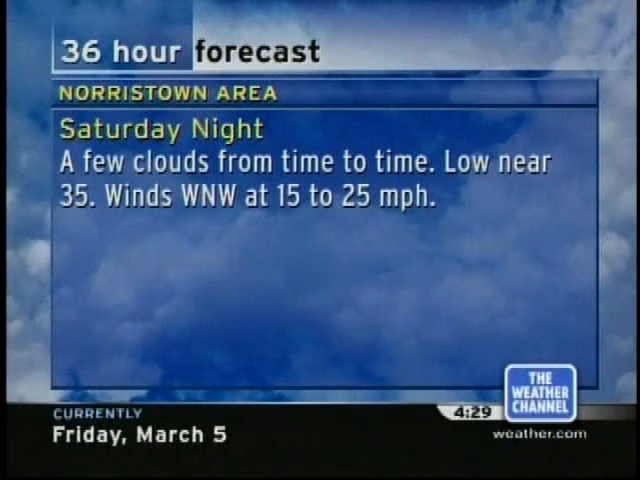 36 hour forecast
NORRISTOWN AREA
Saturday Night
A few clouds from time to time. Low near
35. Winds WNW at 15 to 25 mph.
CURRENTLY
Friday, March 5
4:29
THE
WEATHER
CHANNEL
weather.com